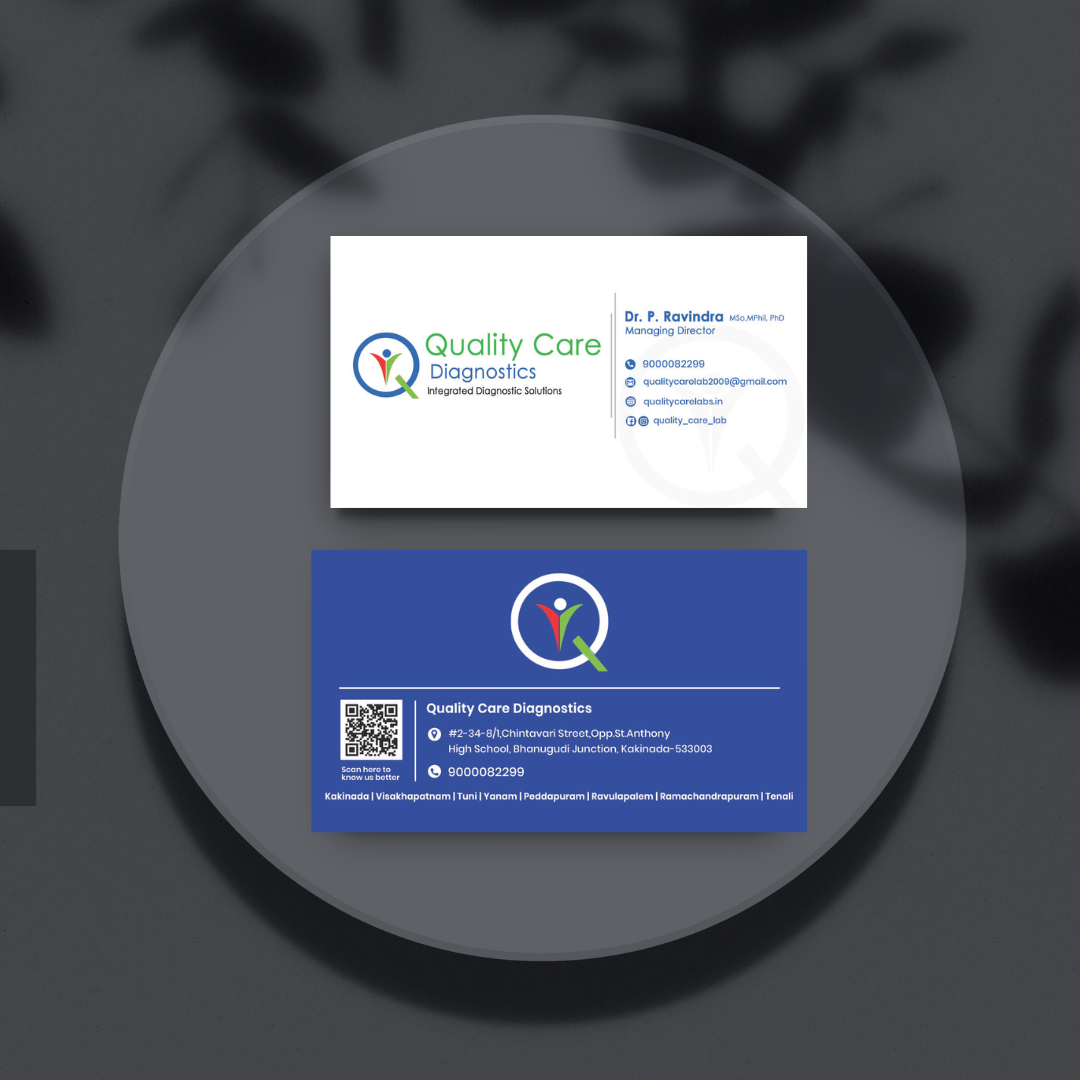 Quality Care
Diagnostics
Integrated Diagnostic Solutions
Dr. P. Ravindra MSc,MPhil, PhD
Managing Director
9000082299
qualitycarelab2009@gmail.com
qualitycarelabs.in
quality_care_lab
Quality Care Diagnostics
#2-34-8/1,Chintavari Street,Opp.St.Anthony
High School, Bhanugudi Junction, Kakinada-533003
9000082299
Scan here to
know us better
Kakinada | Visakhapatnam | Tuni | Yanam | Peddapuram | Ravulapalem | Ramachandrapuram | Tenali